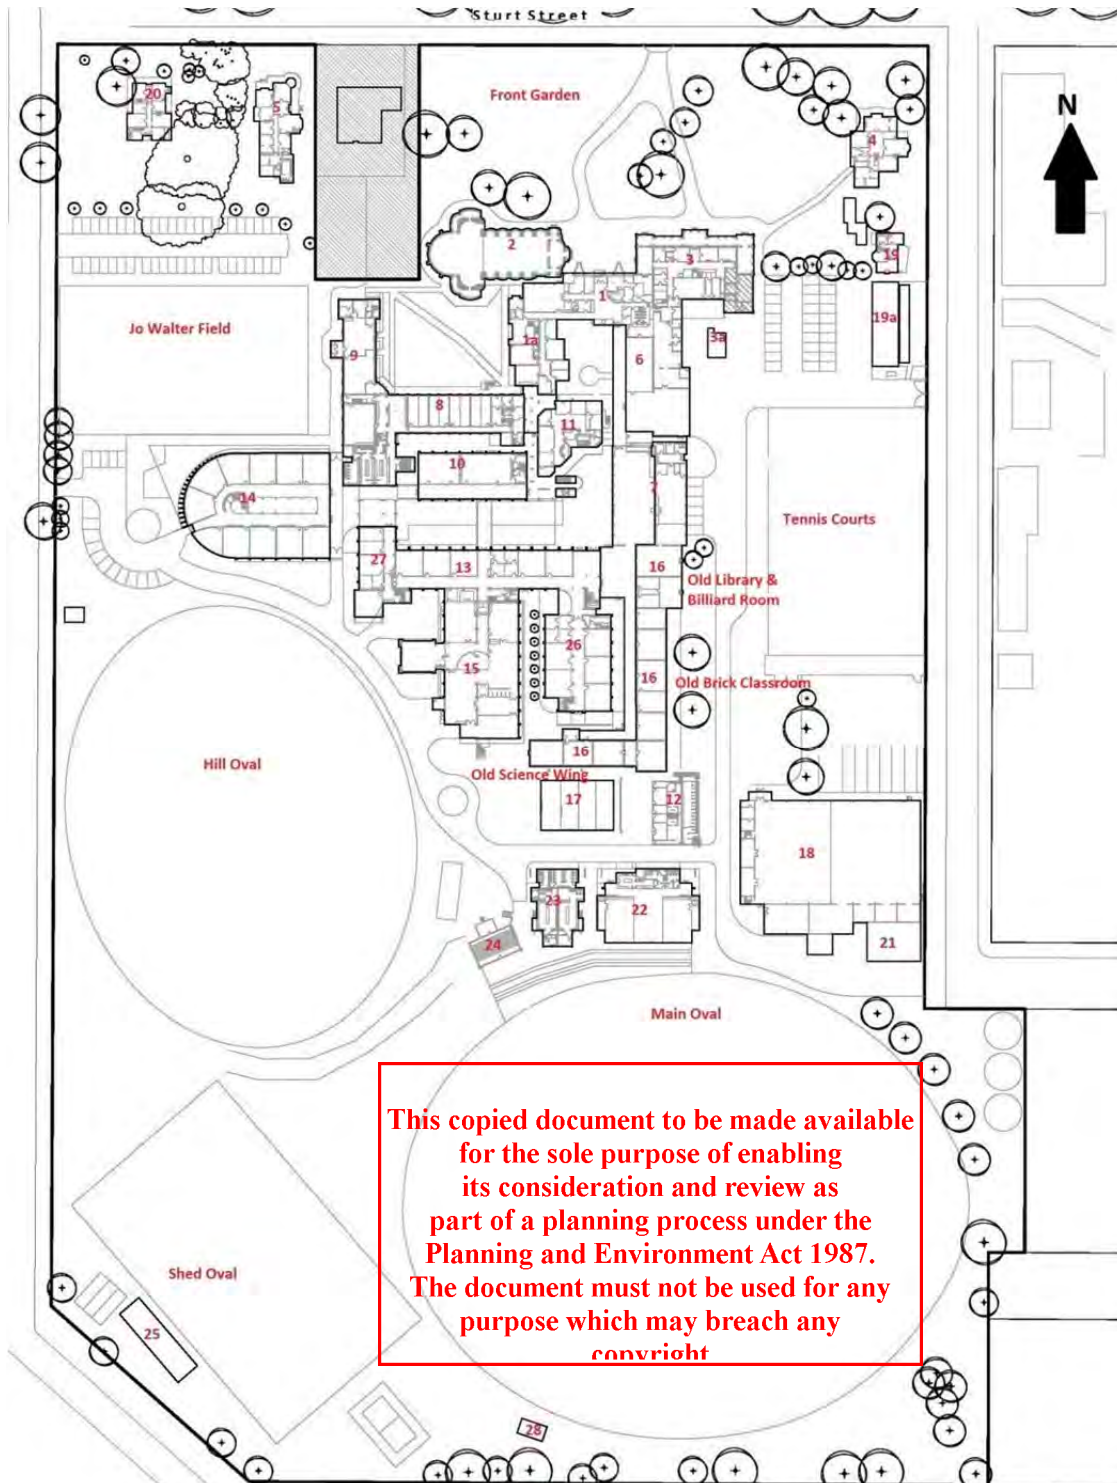 Sturt Street
Front Garden
N
20
5
4
2
3
19
1
19a
Jo Walter Field
1a
3a
9
6
8
11
10
7
14
Tennis Courts
27
13
16
Old Library &
Billiard Room
26
15
16
Old Brick Classroom
16
Hill Oval
Old Science Wing
17
12
18
23
22
24
21
Main Oval
This copied document to be made available
for the sole purpose of enabling
its consideration and review as
part of a planning process under the
Planning and Environment Act 1987.
The document must not be used for any
purpose which may breach any
copyright
Shed Oval
25
28